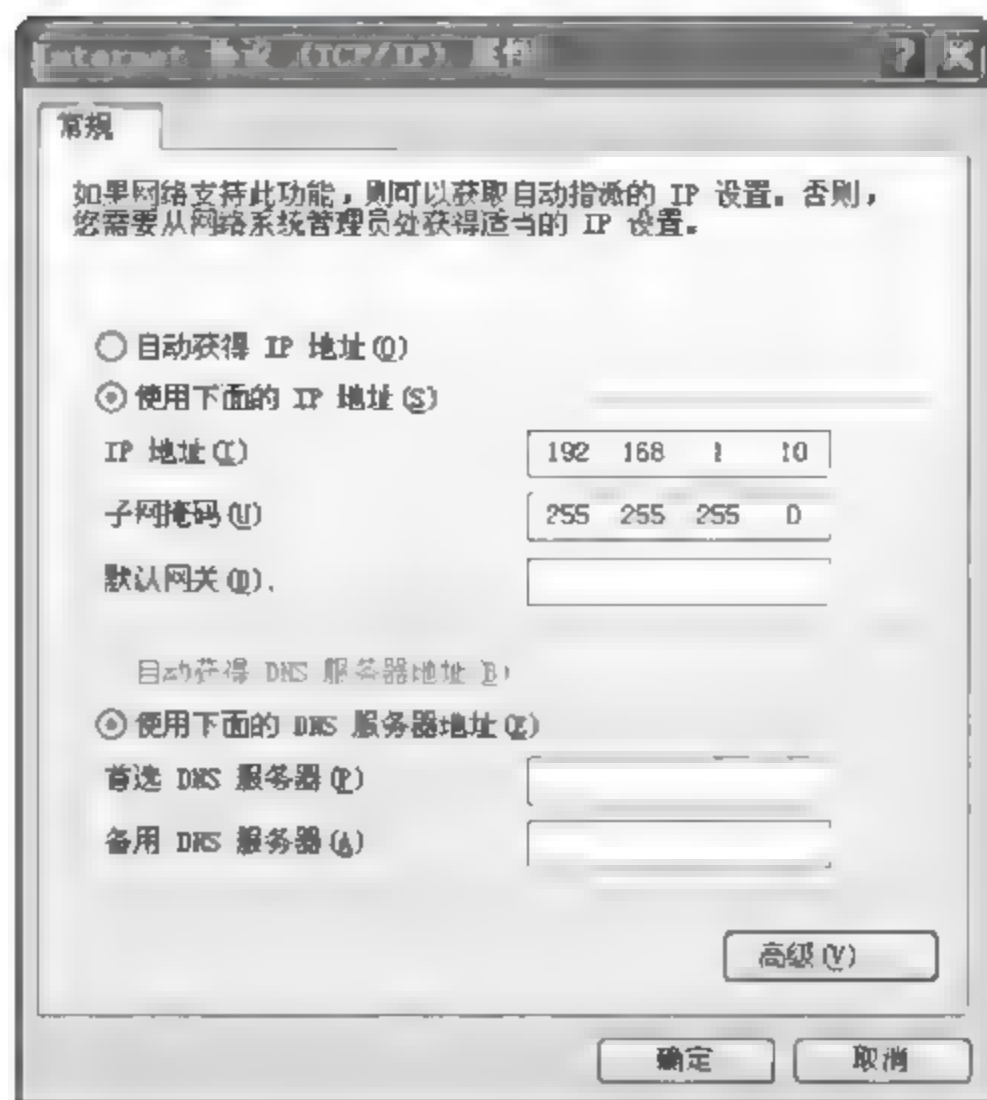 Internet 协议 (TCP/IP) 属性
常规
如果网络支持此功能，则可以获取自动指派的 IP 设置。否则，
您需要从网络系统管理员处获得适当的 IP 设置。
自动获得 IP 地址(O)
使用下面的 IP 地址(S)
IP 地址(I) 192 168 1 10
子网掩码(U) 255 255 255 0
默认网关(D).
自动获得 DNS 服务器地址 B)
使用下面的 DNS 服务器地址(E)
首选 DNS 服务器(P)
备用 DNS 服务器(A)
高级(V)
确定 取消